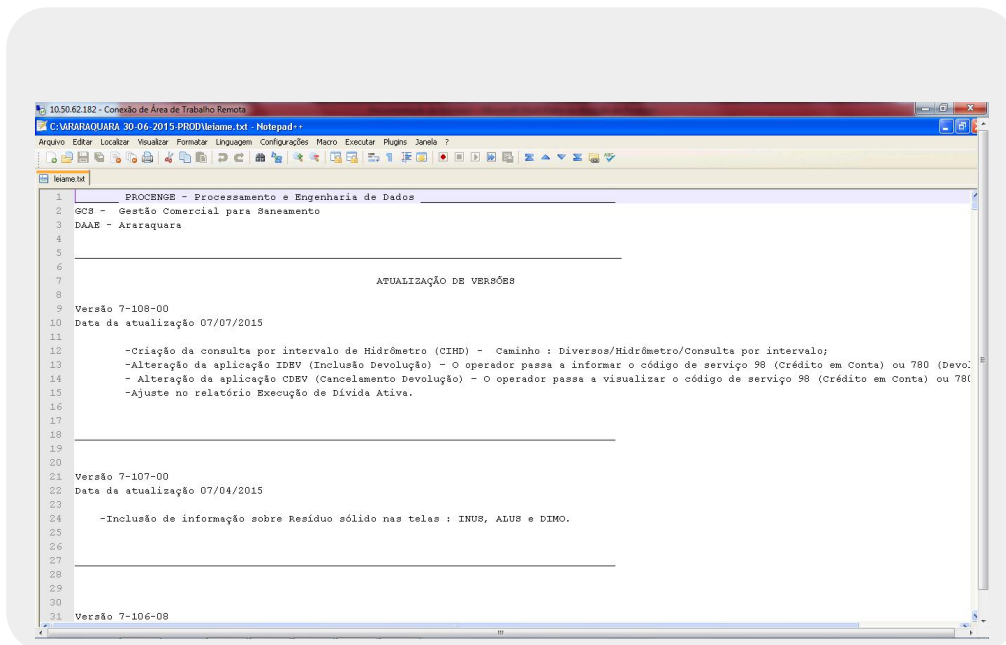 10.50.62.182 - Conexão de Área de Trabalho Remota
C:\ARARAQUARA 30-06-2015-PROD\leiame.txt - Notepad++
Arquivo Editar Localizar Visualizar Formatar Linguagem Configurações Macro Executar Plugins Janela ?
leiame.txt
1 PROCENGE - Processamento e Engenharia de Dados
2 GCS - Gestão Comercial para Saneamento
3 DAAE - Araraquara
4
5
6
7 ATUALIZAÇÃO DE VERSÕES
8
9 Versão 7-108-00
10 Data da atualização 07/07/2015
11
12 -Criação da consulta por intervalo de Hidrômetro (CIHD) - Caminho : Diversos/Hidrômetro/Consulta por intervalo;
13 -Alteração da aplicação IDEV (Inclusão Devolução) - O operador passa a informar o código de serviço 98 (Crédito em Conta) ou 780 (Devol
14 - Alteração da aplicação CDEV (Cancelamento Devolução) - O operador passa a visualizar o código de serviço 98 (Crédito em Conta) ou 780
15 -Ajuste no relatório Execução de Dívida Ativa.
16
17
18
19
20
21 Versão 7-107-00
22 Data da atualização 07/04/2015
23
24 -Inclusão de informação sobre Resíduo sólido nas telas : INUS, ALUS e DIMO.
25
26
27
28
29
30
31 Versão 7-106-08